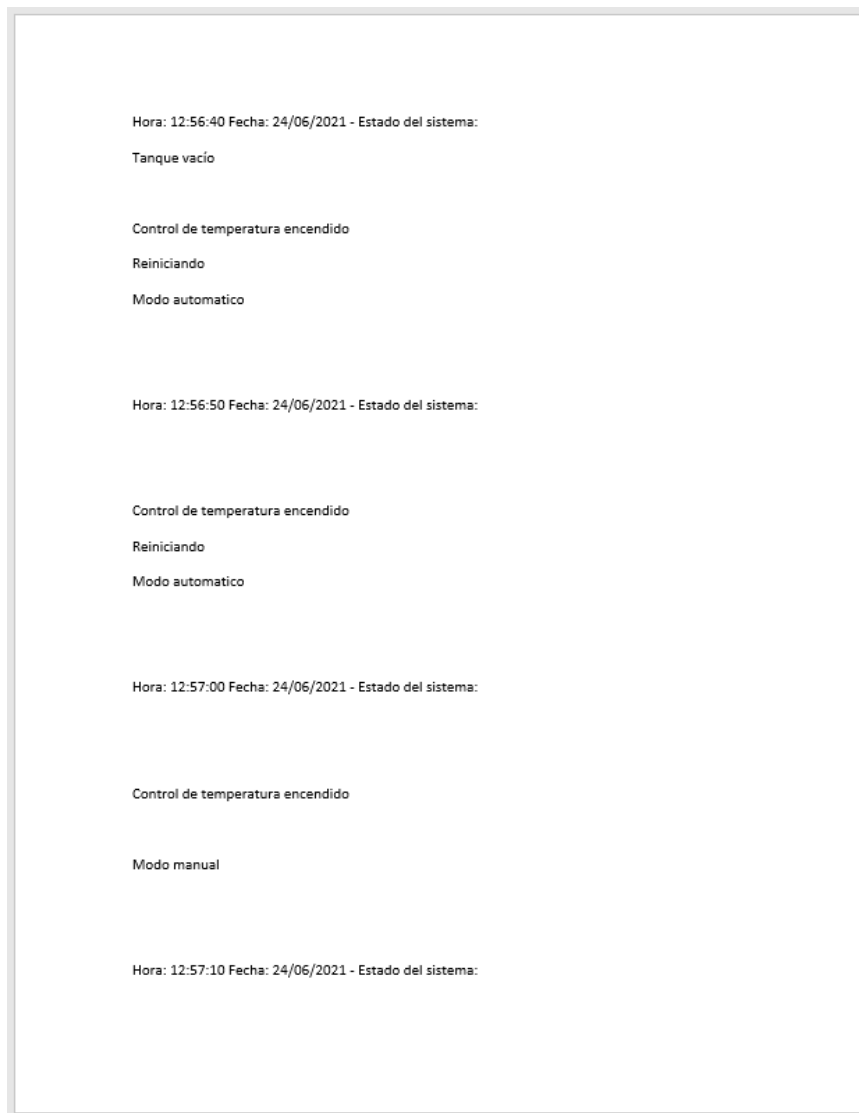 Hora: 12:56:40 Fecha: 24/06/2021 - Estado del sistema:
Tanque vacío
Control de temperatura encendido
Reiniciando
Modo automatico
Hora: 12:56:50 Fecha: 24/06/2021 - Estado del sistema:
Control de temperatura encendido
Reiniciando
Modo automatico
Hora: 12:57:00 Fecha: 24/06/2021 - Estado del sistema:
Control de temperatura encendido
Modo manual
Hora: 12:57:10 Fecha: 24/06/2021 - Estado del sistema: